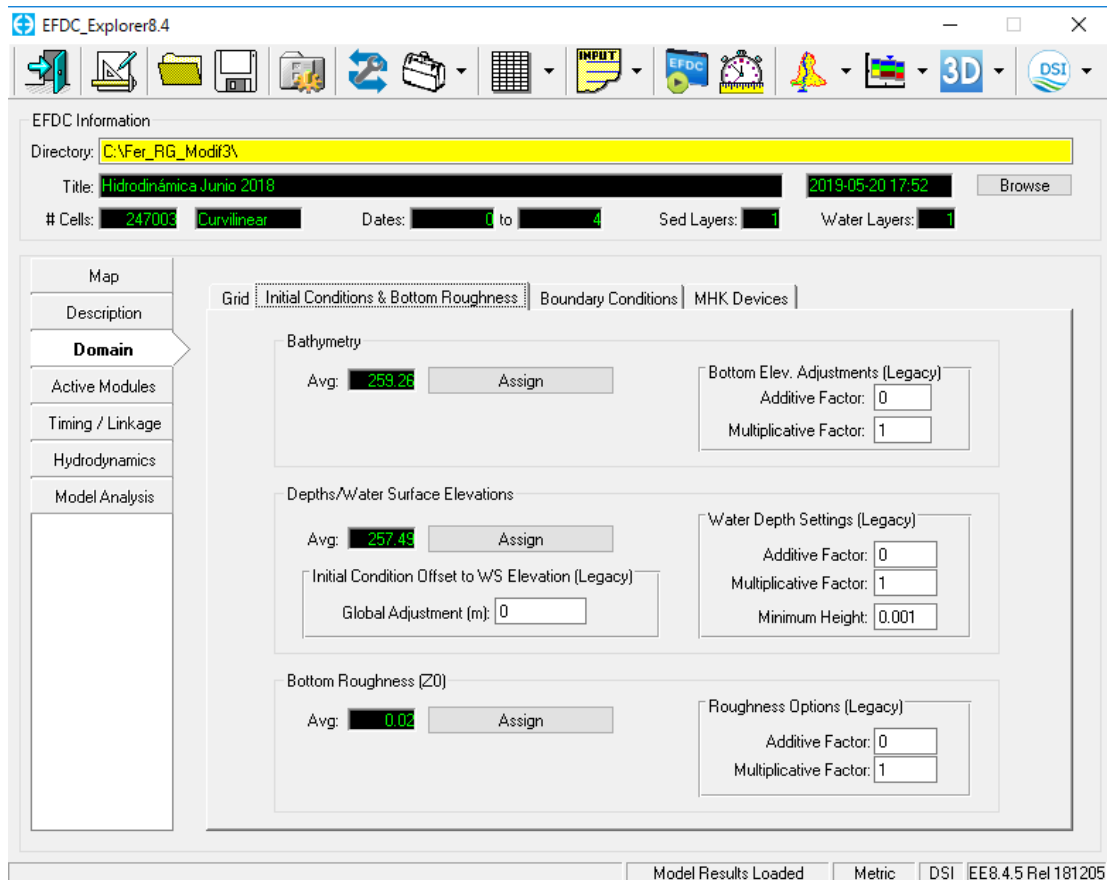 EFDC_Explorer8.4
INPUT
EFDC
3D
DSI
EFDC Information
Directory: C:\Fer_RG_Modif3\
Title: Hidrodinámica Junio 2018 2019-05-20 17:52 Browse
# Cells: 247003 Curvilinear Dates: 0 to 4 Sed Layers: 1 Water Layers: 1
Map
Description
Domain
Active Modules
Timing / Linkage
Hydrodynamics
Model Analysis
Grid Initial Conditions & Bottom Roughness Boundary Conditions MHK Devices
Bathymetry
Avg: 259.26 Assign
Bottom Elev. Adjustments (Legacy)
Additive Factor: 0
Multiplicative Factor: 1
Depths/Water Surface Elevations
Avg: 257.49 Assign
Initial Condition Offset to WS Elevation (Legacy)
Global Adjustment (m): 0
Water Depth Settings (Legacy)
Additive Factor: 0
Multiplicative Factor: 1
Minimum Height: 0.001
Bottom Roughness (Z0)
Avg: 0.02 Assign
Roughness Options (Legacy)
Additive Factor: 0
Multiplicative Factor: 1
Model Results Loaded Metric DSI EE8.4.5 Rel 181205